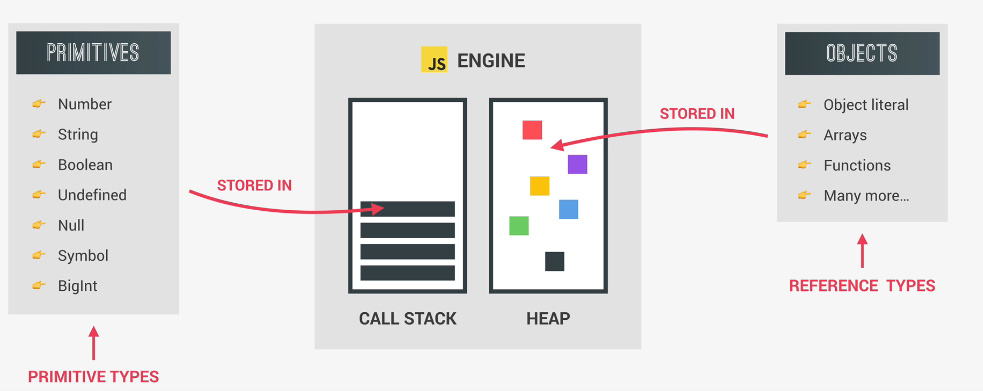 PRIMITIVES
Number
String
Boolean
Undefined
Null
Symbol
BigInt
PRIMITIVE TYPES
STORED IN
JS ENGINE
CALL STACK
HEAP
STORED IN
OBJECTS
Object literal
Arrays
Functions
Many more...
REFERENCE TYPES